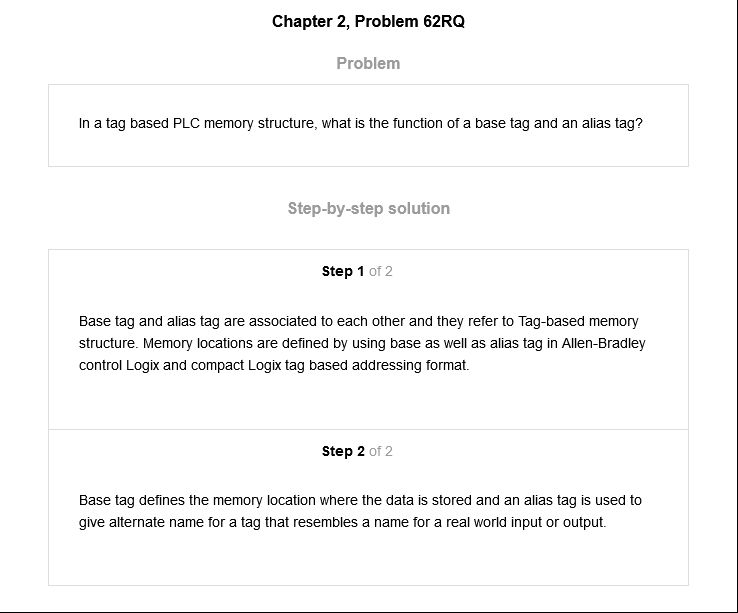 Chapter 2, Problem 62RQ
Problem
In a tag based PLC memory structure, what is the function of a base tag and an alias tag?
Step-by-step solution
Step 1 of 2
Base tag and alias tag are associated to each other and they refer to Tag-based memory
structure. Memory locations are defined by using base as well as alias tag in Allen-Bradley
control Logix and compact Logix tag based addressing format.
Step 2 of 2
Base tag defines the memory location where the data is stored and an alias tag is used to
give alternate name for a tag that resembles a name for a real world input or output.